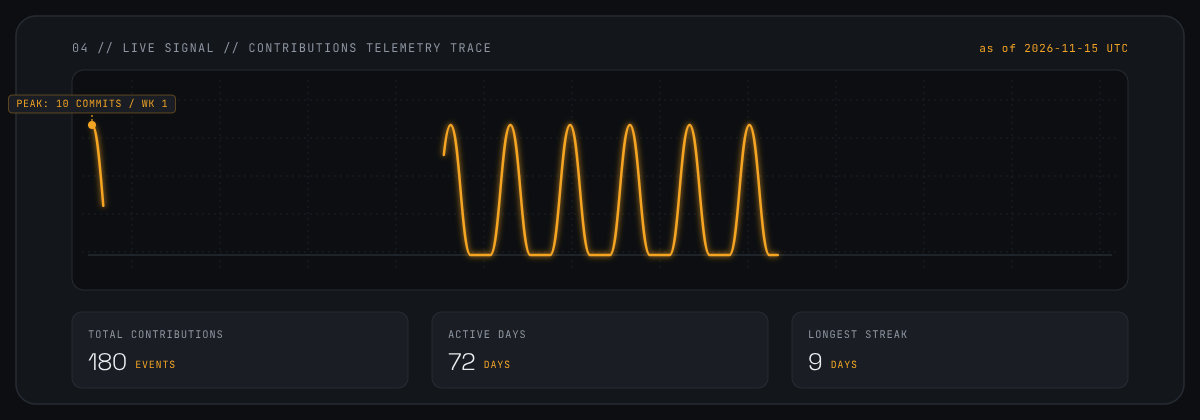 04 // LIVE SIGNAL // CONTRIBUTIONS TELEMETRY TRACE
as of 2026-11-15 UTC
PEAK: 10 COMMITS / WK 1
TOTAL CONTRIBUTIONS
180 EVENTS
ACTIVE DAYS
72 DAYS
LONGEST STREAK
9 DAYS